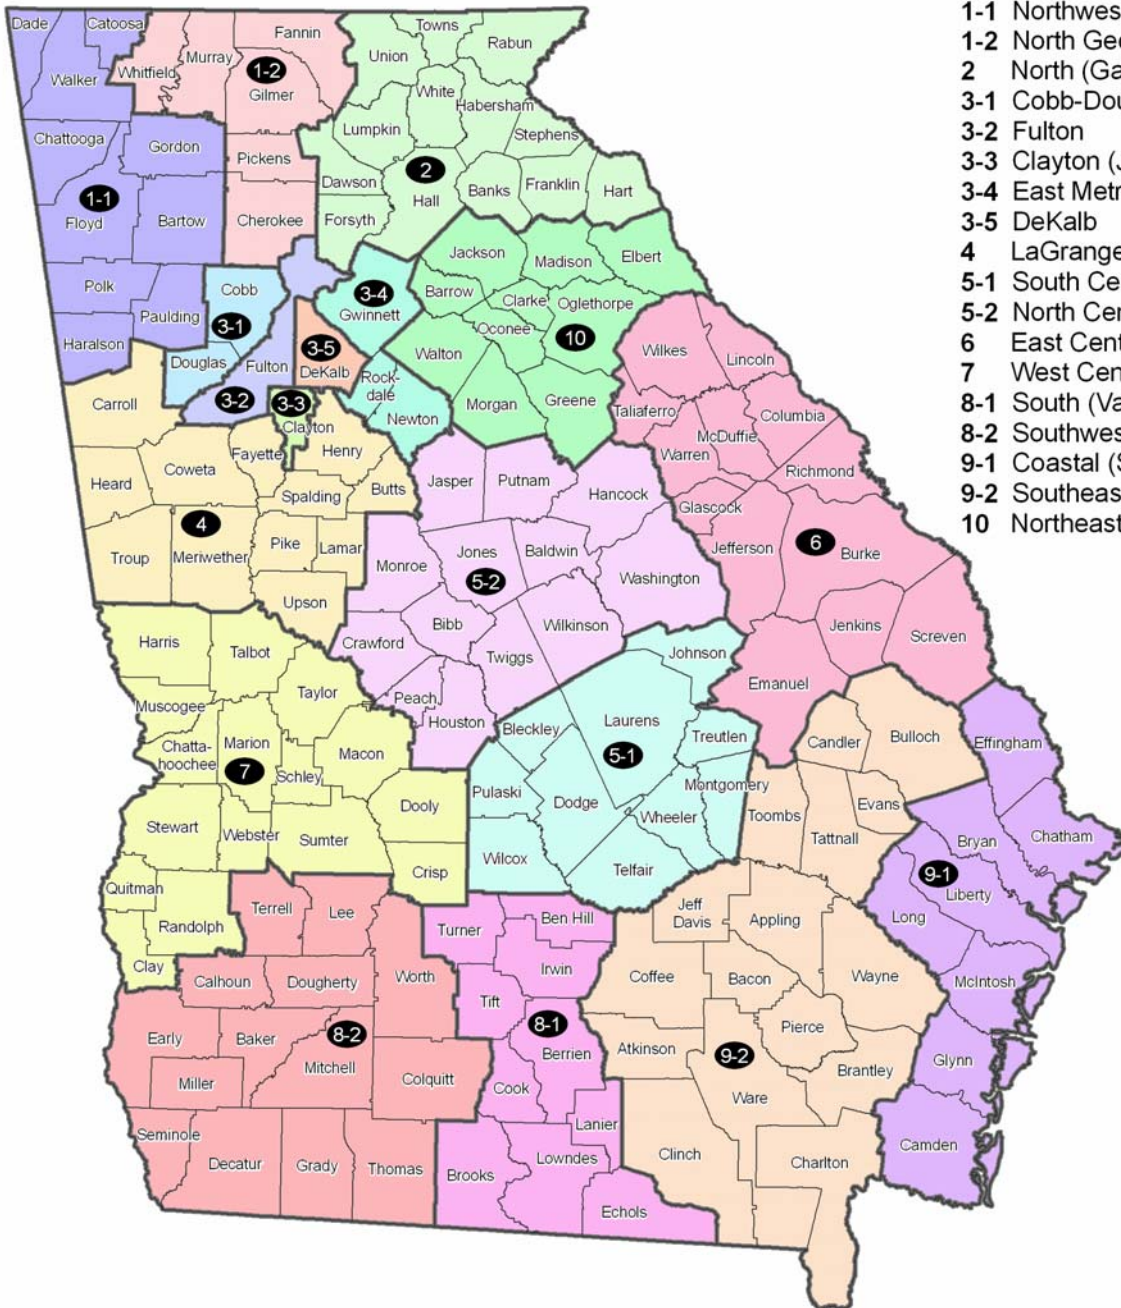 Dade
Catoosa
Walker
Whitfield
Murray
Fannin
1-2
Gilmer
Chattooga
Gordon
Pickens
1-1
Floyd
Bartow
Cherokee
Polk
Paulding
Haralson
Towns
Rabun
Union
White
Habersham
Lumpkin
Stephens
Dawson
2
Hall
Banks
Franklin
Hart
Forsyth
Cobb
3-1
Douglas
Fulton
3-2
3-3
Clayton
3-4
Gwinnett
3-5
DeKalb
Rock-
dale
Newton
Jackson
Madison
Elbert
Barrow
Clarke
Oglethorpe
Oconee
10
Walton
Morgan
Greene
Carroll
Coweta
Fayette
Henry
Heard
Spalding
Butts
4
Troup
Meriwether
Pike
Lamar
Upson
Jasper
Putnam
Hancock
Monroe
Jones
Baldwin
5-2
Washington
Bibb
Wilkinson
Crawford
Twiggs
Peach
Houston
Wilkes
Lincoln
Taliaferro
Columbia
McDuffie
Warren
Richmond
Glascock
Jefferson
6
Burke
Jenkins
Screven
Emanuel
Johnson
Bleckley
Laurens
Treutlen
5-1
Pulaski
Dodge
Montgomery
Wheeler
Wilcox
Telfair
Harris
Talbot
Taylor
Muscogee
Chatta-
hoochee
Marion
Macon
7
Schley
Dooly
Stewart
Webster
Sumter
Crisp
Quitman
Randolph
Clay
Terrell
Lee
Calhoun
Dougherty
Worth
Early
Baker
8-2
Mitchell
Miller
Colquitt
Seminole
Decatur
Grady
Thomas
Turner
Ben Hill
Irwin
Tift
8-1
Berrien
Cook
Lanier
Brooks
Lowndes
Echols
Candler
Bulloch
Toombs
Evans
Tattnall
Jeff
Davis
Appling
Coffee
Bacon
Wayne
Pierce
Atkinson
9-2
Brantley
Ware
Clinch
Charlton
Effingham
Bryan
Chatham
9-1
Liberty
Long
McIntosh
Glynn
Camden
1-1 Northwes
1-2 North Geo
2 North (Ga
3-1 Cobb-Dou
3-2 Fulton
3-3 Clayton (J
3-4 East Metr
3-5 DeKalb
4 LaGrange
5-1 South Ce
5-2 North Cen
6 East Cent
7 West Cen
8-1 South (Va
8-2 Southwes
9-1 Coastal (S
9-2 Southeas
10 Northeast